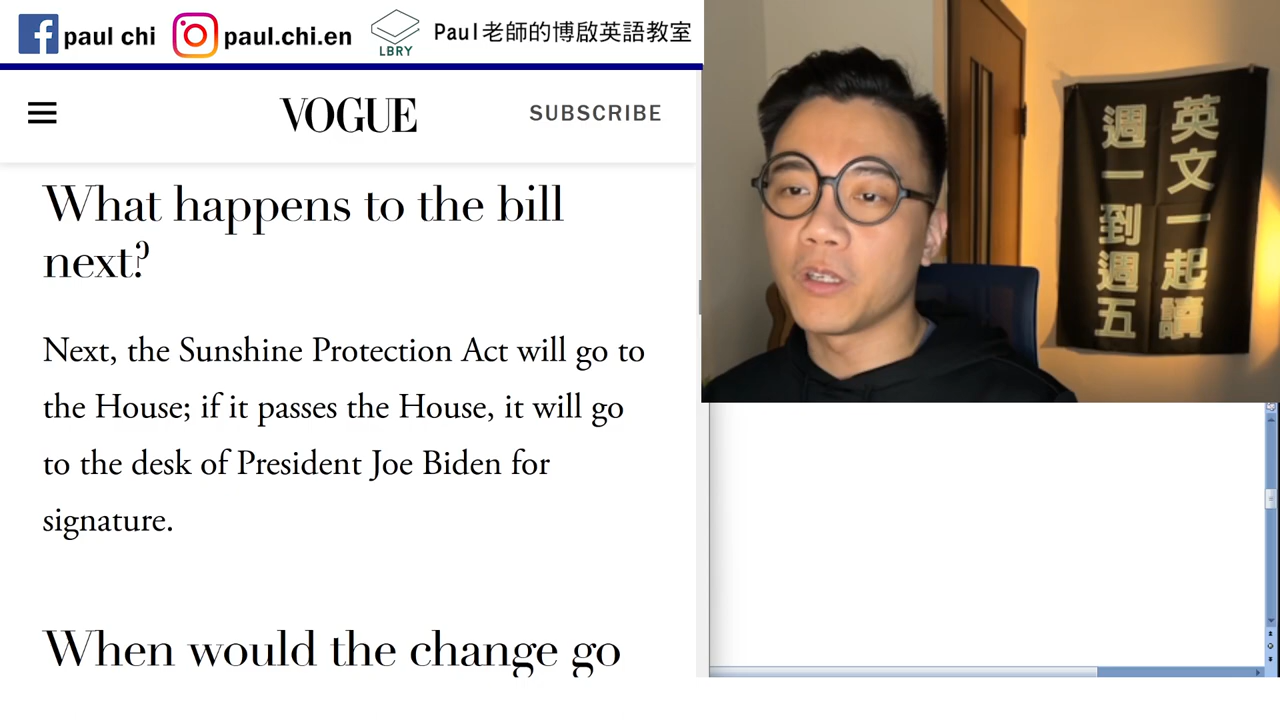 paul chi
paul.chi.en
LBRY
Paul老師的博啟英語教室
VOGUE
SUBSCRIBE
What happens to the bill
next?
Next, the Sunshine Protection Act will go to
the House; if it passes the House, it will go
to the desk of President Joe Biden for
signature.
When would the change go
英文一起讀
週一到週五